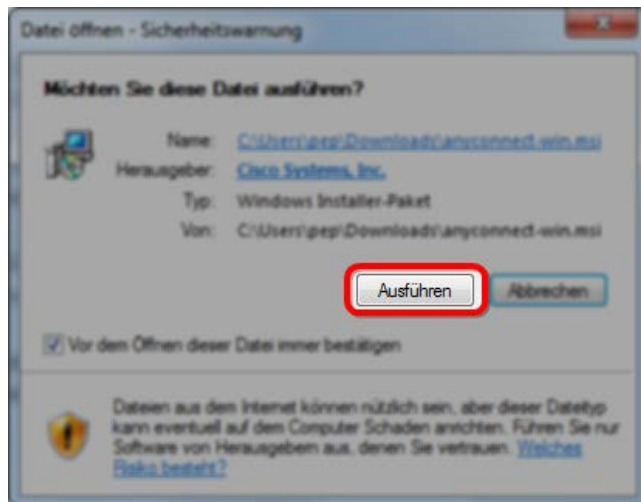 Datei öffnen - Sicherheitswarnung
Möchten Sie diese Datei ausführen?
Name: C:\Users\pep\Downloads\anyconnect-win.msi
Herausgeber: Cisco Systems, Inc.
Typ: Windows Installer-Paket
Von: C:\Users\pep\Downloads\anyconnect-win.msi
Ausführen Abbrechen
Vor dem Öffnen dieser Datei immer bestätigen
Dateien aus dem Internet können nützlich sein, aber dieser Dateityp
kann eventuell auf dem Computer Schaden anrichten. Führen Sie nur
Software von Herausgebern aus, denen Sie vertrauen. Welches
Risiko besteht?